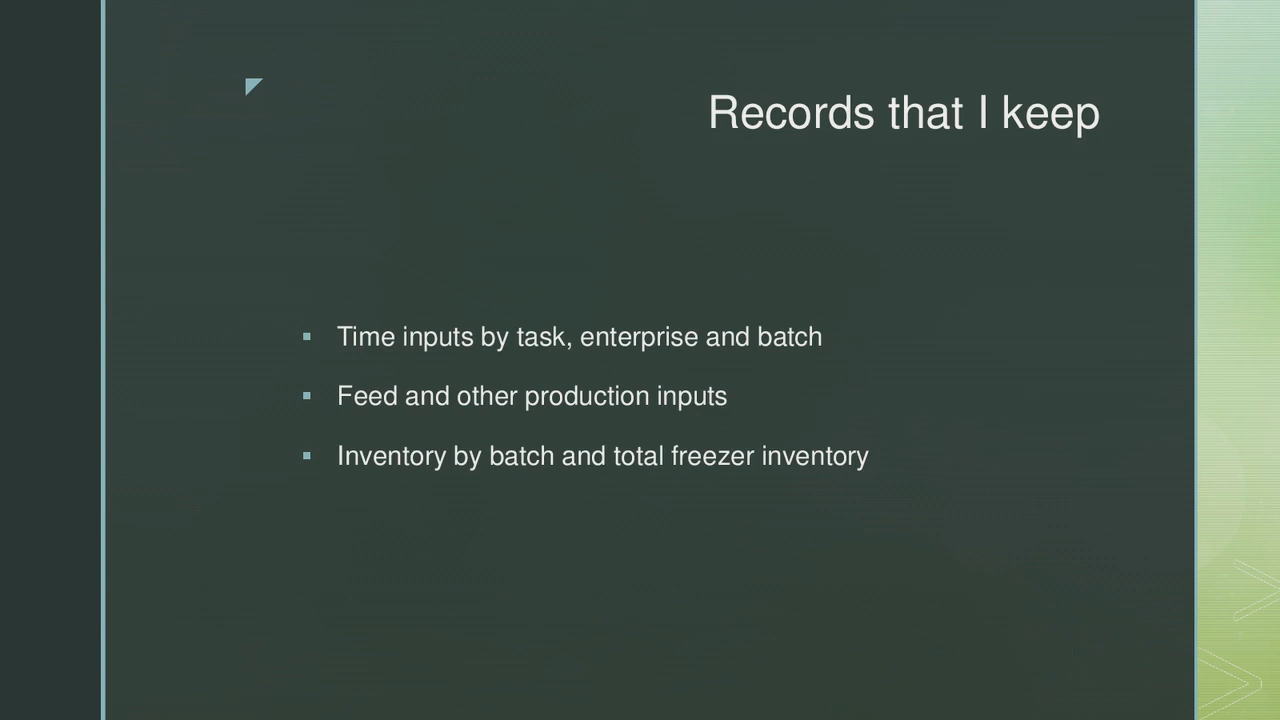 Records that I keep
Time inputs by task, enterprise and batch
Feed and other production inputs
Inventory by batch and total freezer inventory